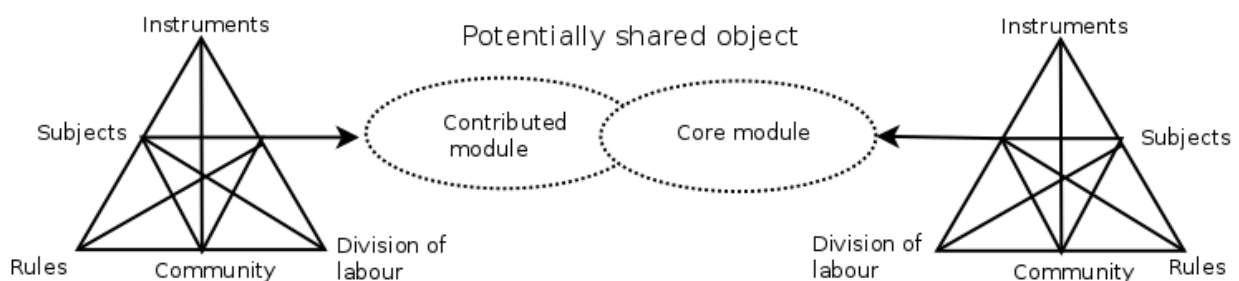 Instruments
Potentially shared object
Instruments
Subjects
Contributed
module
Core module
Subjects
Rules
Community
Division of
labour
Division of
labour
Community
Rules